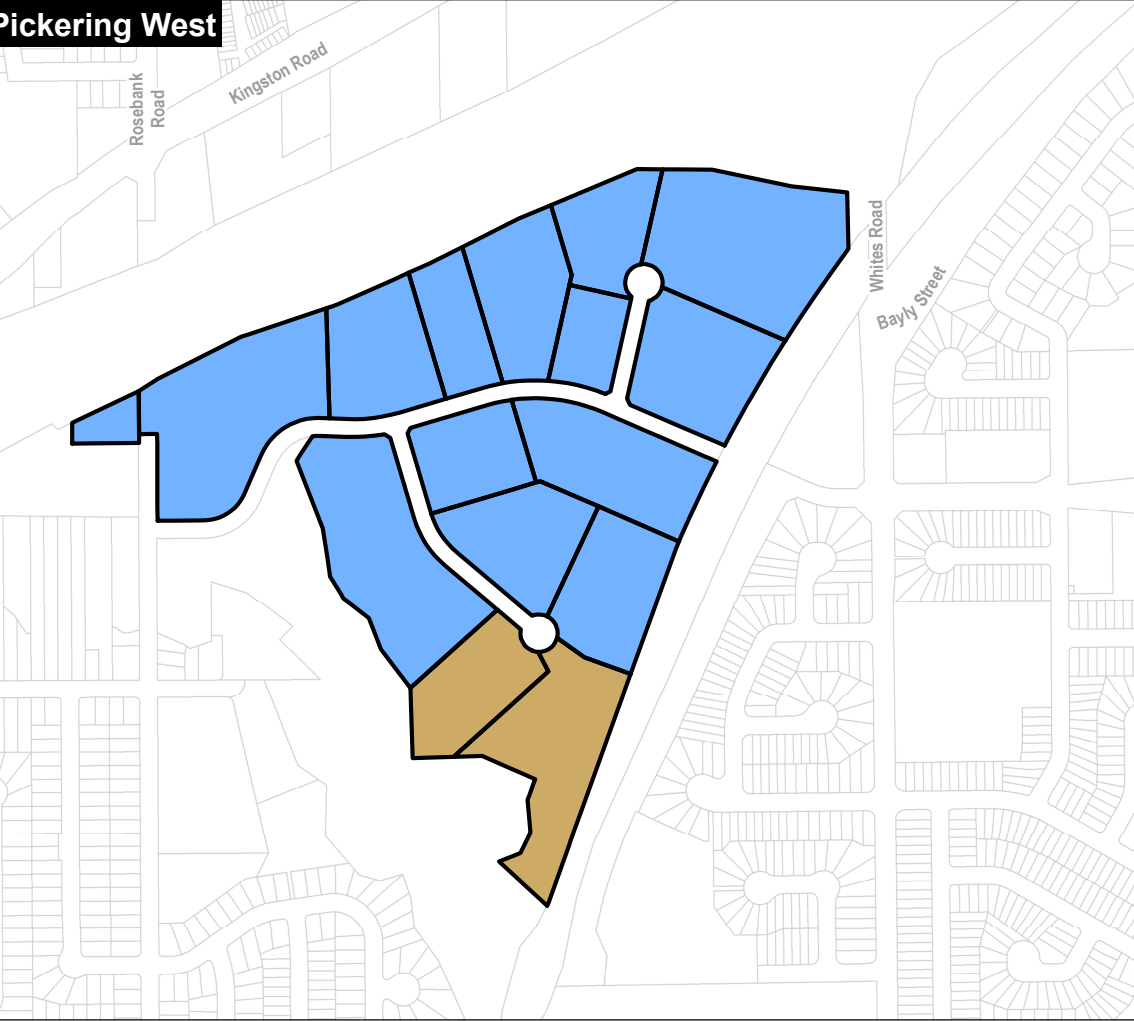 Pickering West
Kingston Road
Rosebank
Road
Whites Road
Bayly Street